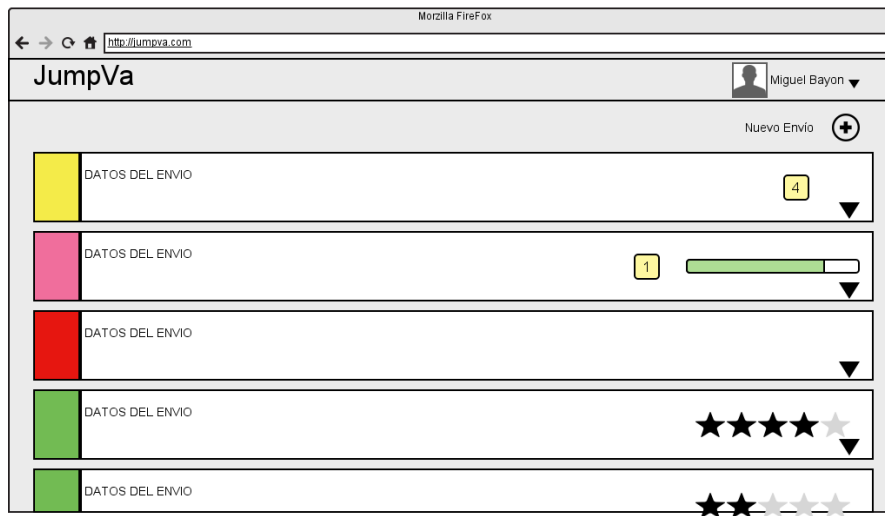 Morzilla FireFox
http://jumpva.com
JumpVa
Miguel Bayon
Nuevo Envío
DATOS DEL ENVIO
4
DATOS DEL ENVIO
1
DATOS DEL ENVIO
DATOS DEL ENVIO
DATOS DEL ENVIO